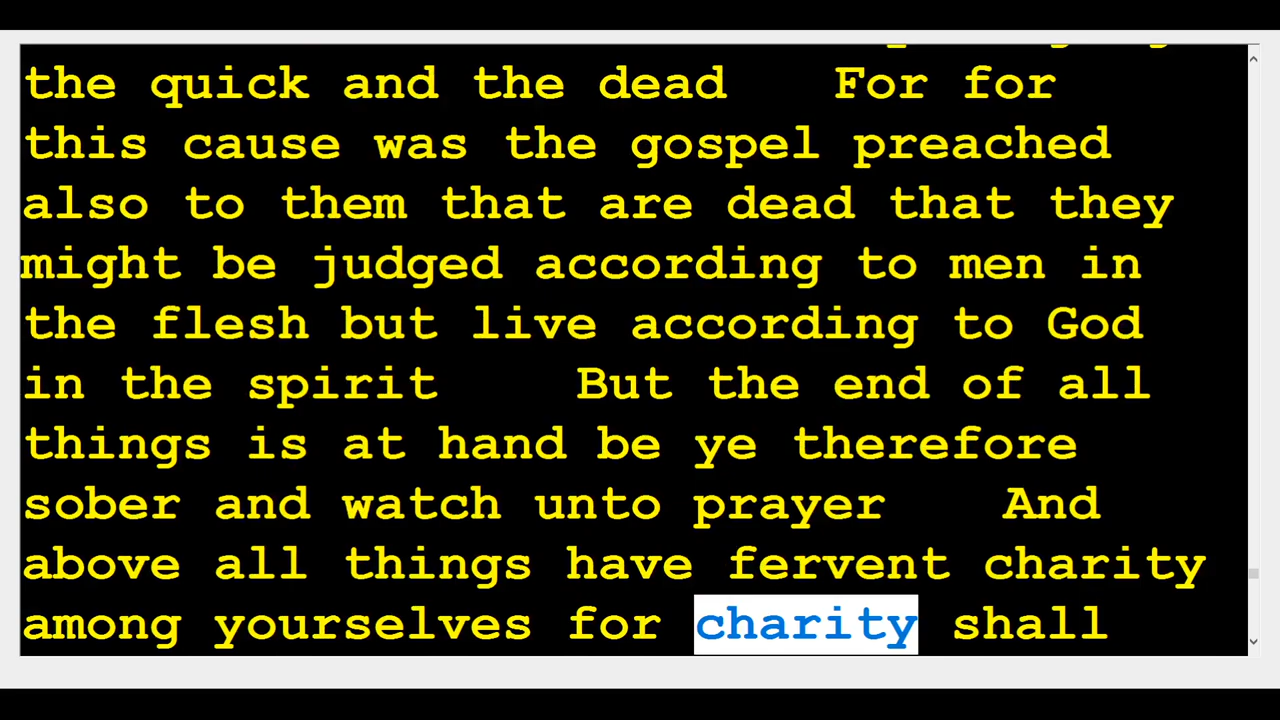 the quick and the dead For for
this cause was the gospel preached
also to them that are dead that they
might be judged according to men in
the flesh but live according to God
in the spirit But the end of all
things is at hand be ye therefore
sober and watch unto prayer And
above all things have fervent charity
among yourselves for charity shall